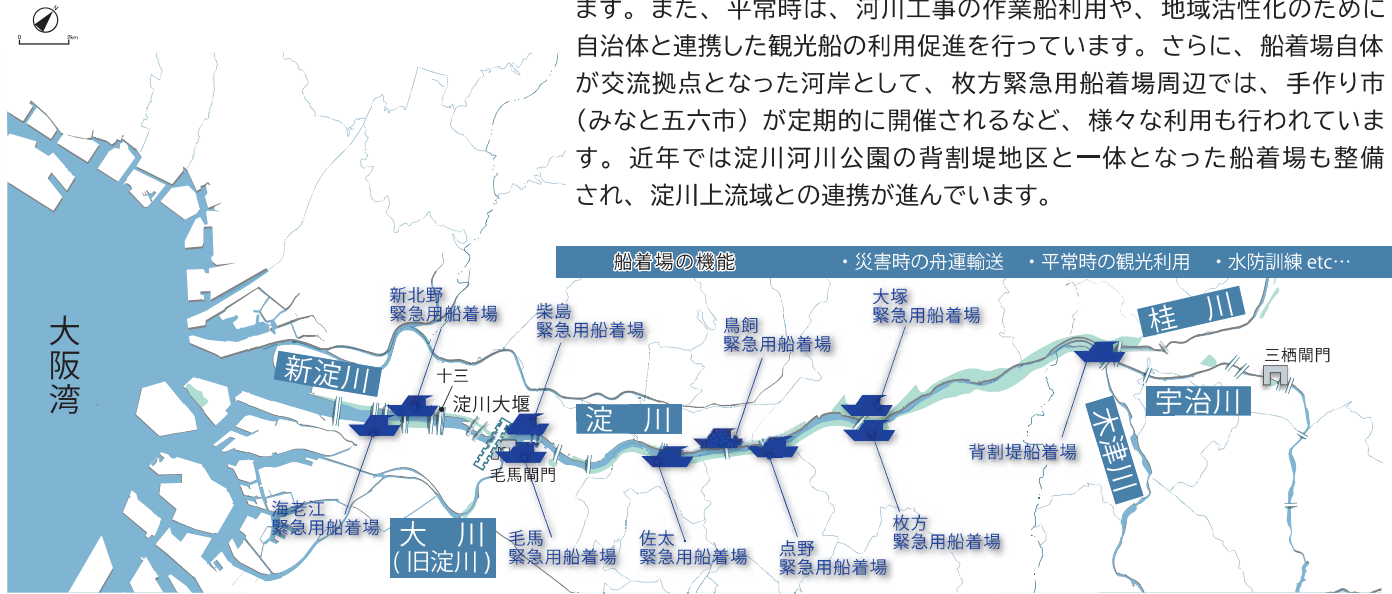 ます。また、平常時は、河川工事の作業船利用や、地域活性化のために
自治体と連携した観光船の利用促進を行っています。さらに、船着場自体
が交流拠点となった河岸として、枚方緊急用船着場周辺では、手作り市
（みなと五六市）が定期的に開催されるなど、様々な利用も行われていま
す。近年では淀川河川公園の背割堤地区と一体となった船着場も整備
され、淀川上流域との連携が進んでいます。
船着場の機能
・災害時の舟運輸送 ・平常時の観光利用 ・水防訓練 etc…
大阪湾
新淀川
新北野
緊急用船着場
柴島
緊急用船着場
鳥飼
緊急用船着場
大塚
緊急用船着場
桂 川
三栖閘門
宇治川
木津川
背割堤船着場
十三
淀川大堰
淀 川
毛馬閘門
海老江
緊急用船着場
大 川
（旧淀川）
毛馬
緊急用船着場
佐太
緊急用船着場
点野
緊急用船着場
枚方
緊急用船着場